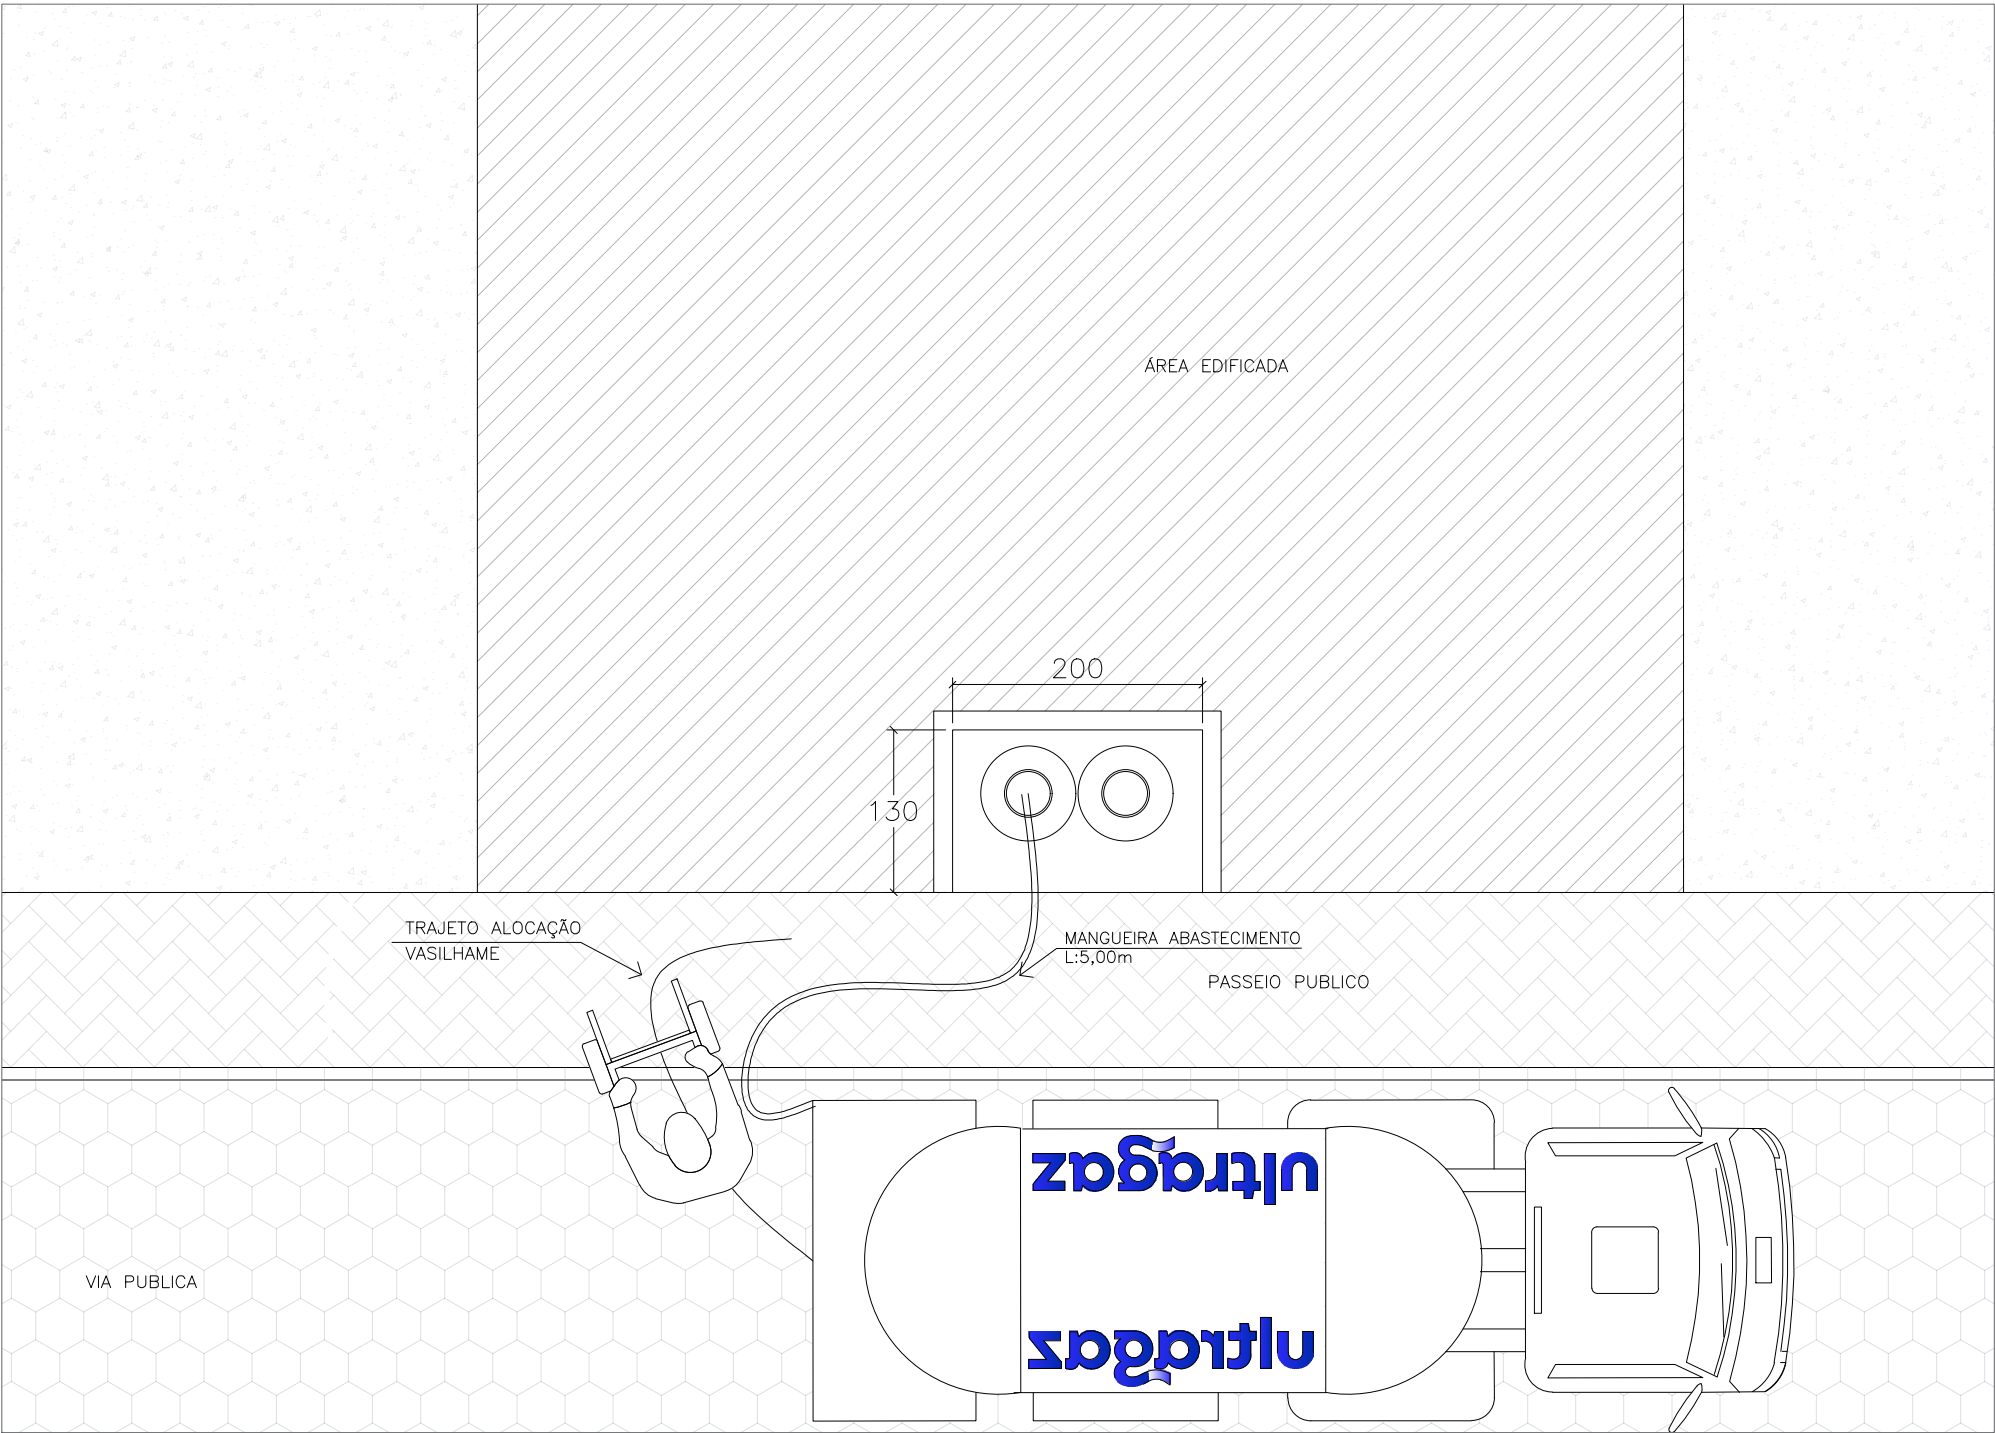 ÁREA EDIFICADA
200
130
TRAJETO ALOCAÇÃO
VASILHAME
MANGUEIRA ABASTECIMENTO
L:5,00m
PASSEIO PUBLICO
ultragaz
VIA PUBLICA
ultragaz